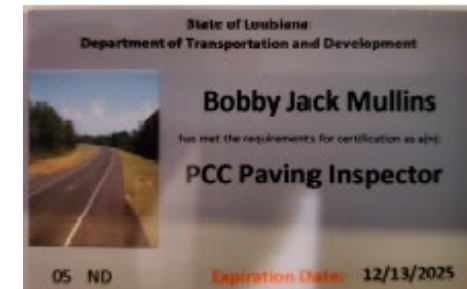 State of Louisiana
Department of Transportation and Development
Bobby Jack Mullins
has met the requirements for certification as a(n):
PCC Paving Inspector
05 ND
Expiration Date: 12/13/2025